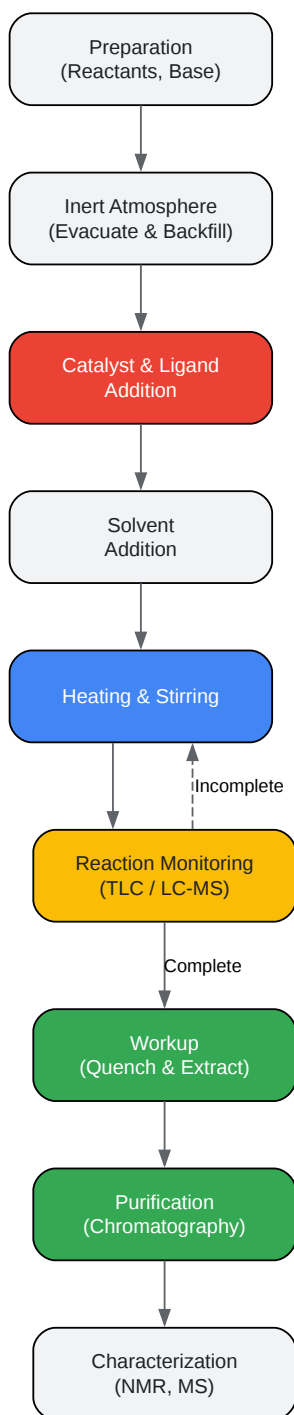 Preparation
(Reactants, Base)
Inert Atmosphere
(Evacuate & Backfill)
Catalyst & Ligand
Addition
Solvent
Addition
Heating & Stirring
Incomplete
Reaction Monitoring
(TLC / LC-MS)
Complete
Workup
(Quench & Extract)
Purification
(Chromatography)
Characterization
(NMR, MS)